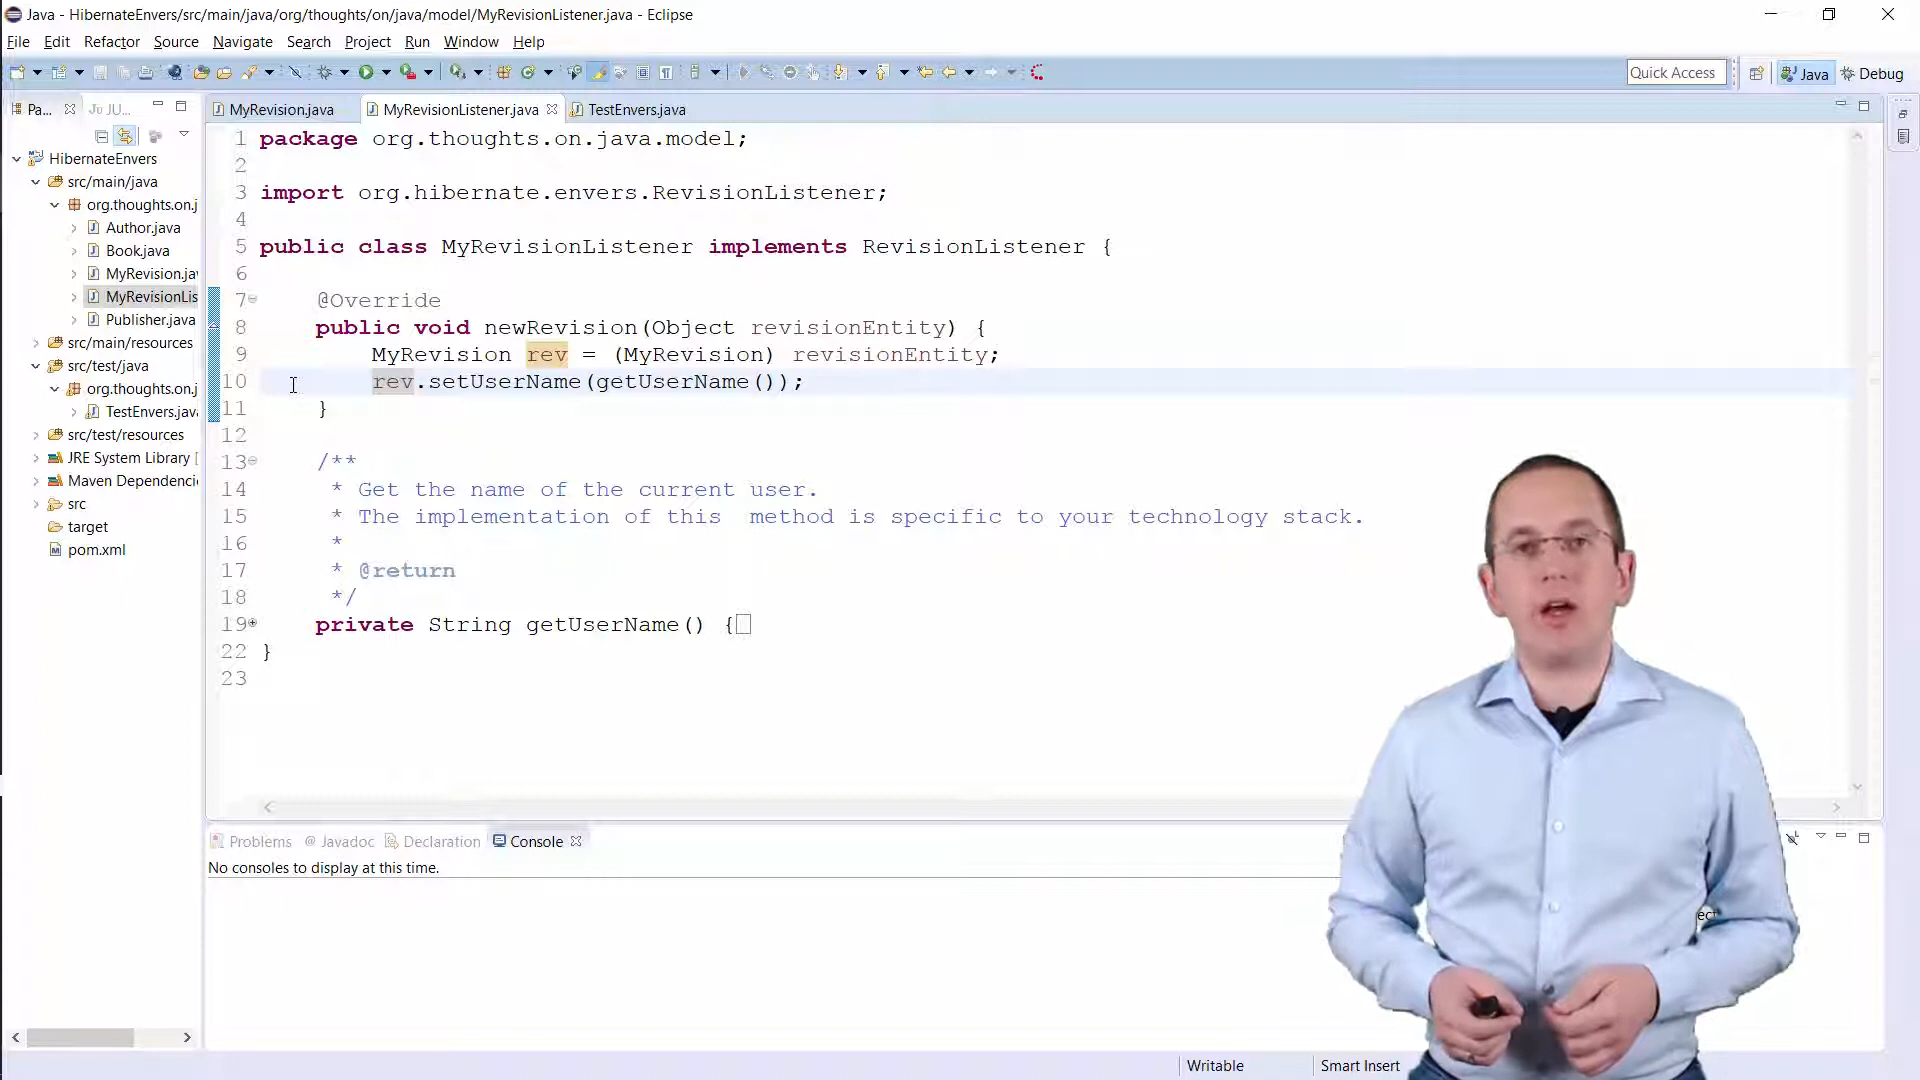 Java - HibernateEnvers/src/main/java/org/thoughts/on/java/model/MyRevisionListener.java - Eclipse
File Edit Refactor Source Navigate Search Project Run Window Help
Quick Access Java Debug
Pa... JU...
MyRevision.java MyRevisionListener.java TestEnvers.java
HibernateEnvers
src/main/java
org.thoughts.on.j
Author.java
Book.java
MyRevision.jav
MyRevisionLis
Publisher.java
src/main/resources
src/test/java
org.thoughts.on.j
TestEnvers.java
src/test/resources
JRE System Library [
Maven Dependenci
src
target
pom.xml
1 package org.thoughts.on.java.model;
2
3 import org.hibernate.envers.RevisionListener;
4
5 public class MyRevisionListener implements RevisionListener {
6
7 @Override
8 public void newRevision(Object revisionEntity) {
9 MyRevision rev = (MyRevision) revisionEntity;
10 rev.setUserName(getUserName());
11 }
12
13 /**
14 * Get the name of the current user.
15 * The implementation of this  method is specific to your technology stack.
16 *
17 * @return
18 */
19 private String getUserName() {
22 }
23
Problems @ Javadoc Declaration Console
No consoles to display at this time.
ect
Writable Smart Insert